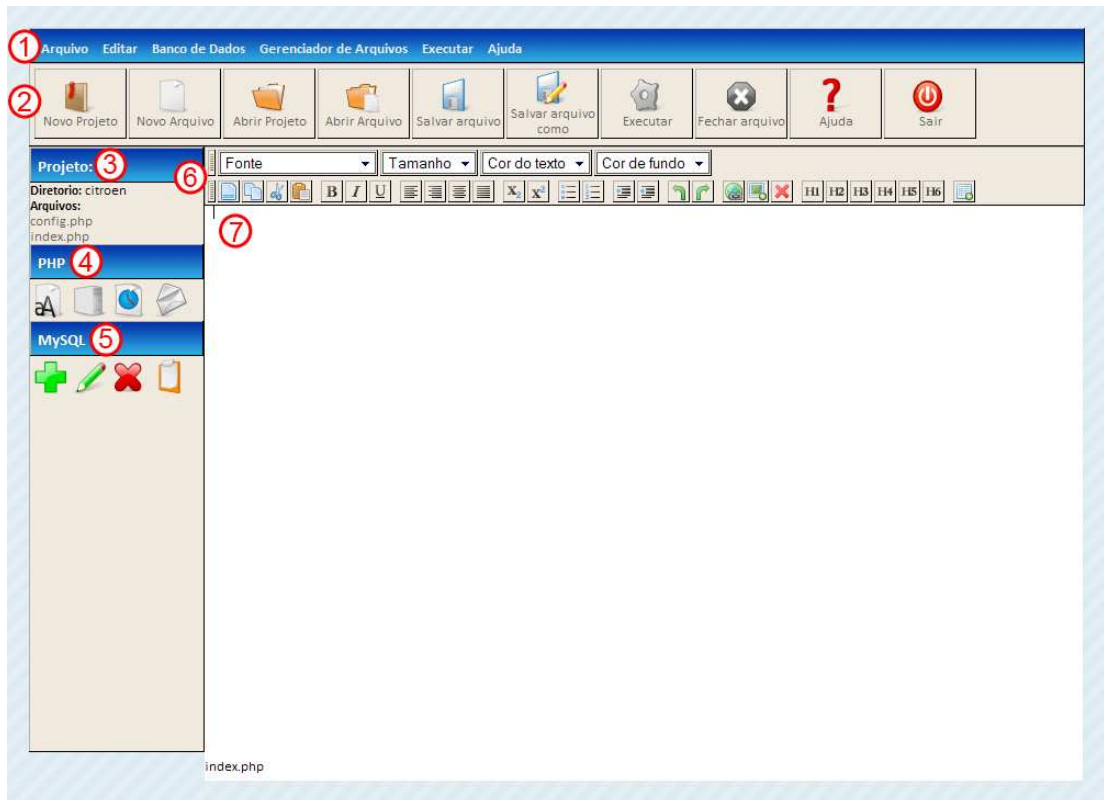 1 Arquivo Editar Banco de Dados Gerenciador de Arquivos Executar Ajuda
2 Novo Projeto Novo Arquivo Abrir Projeto Abrir Arquivo Salvar arquivo Salvar arquivo como Executar Fechar arquivo Ajuda Sair
Projeto: 3
Diretorio: citroen
Arquivos:
config.php
index.php
PHP 4
aA
MySQL 5
6 Fonte Tamanho Cor do texto Cor de fundo
B I U X₂ X² H1 H2 H3 H4 H5 H6
7
index.php